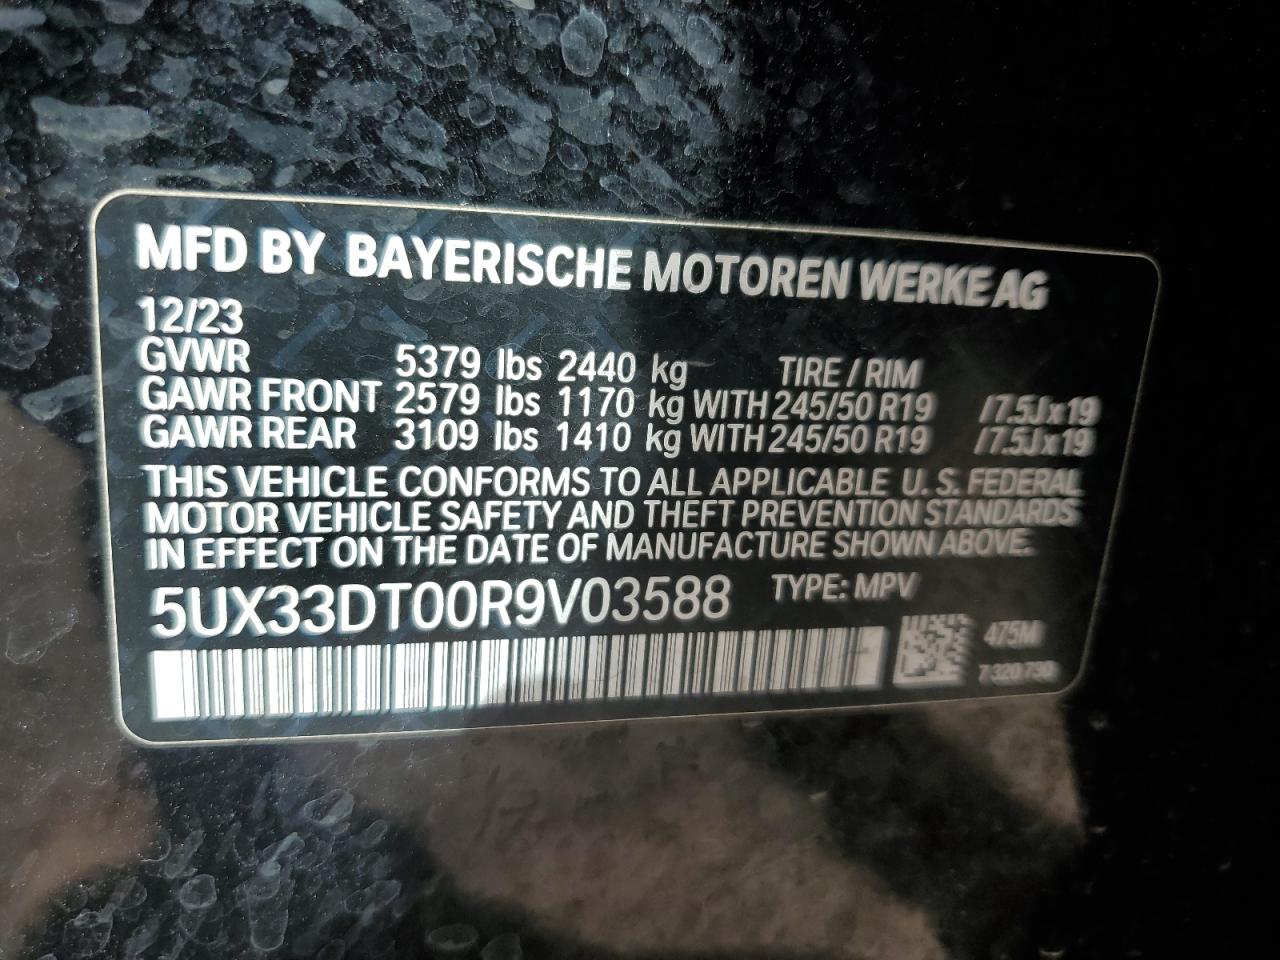 MFD BY BAYERISCHE MOTOREN WERKE AG
12/23
GVWR 5379 lbs 2440 kg TIRE / RIM
GAWR FRONT 2579 lbs 1170 kg WITH 245/50 R19 /7.5Jx19
GAWR REAR 3109 lbs 1410 kg WITH 245/50 R19 /7.5Jx19
THIS VEHICLE CONFORMS TO ALL APPLICABLE U. S. FEDERAL
MOTOR VEHICLE SAFETY AND THEFT PREVENTION STANDARDS
IN EFFECT ON THE DATE OF MANUFACTURE SHOWN ABOVE.
5UX33DT00R9V03588 TYPE: MPV
475M
7 320 730